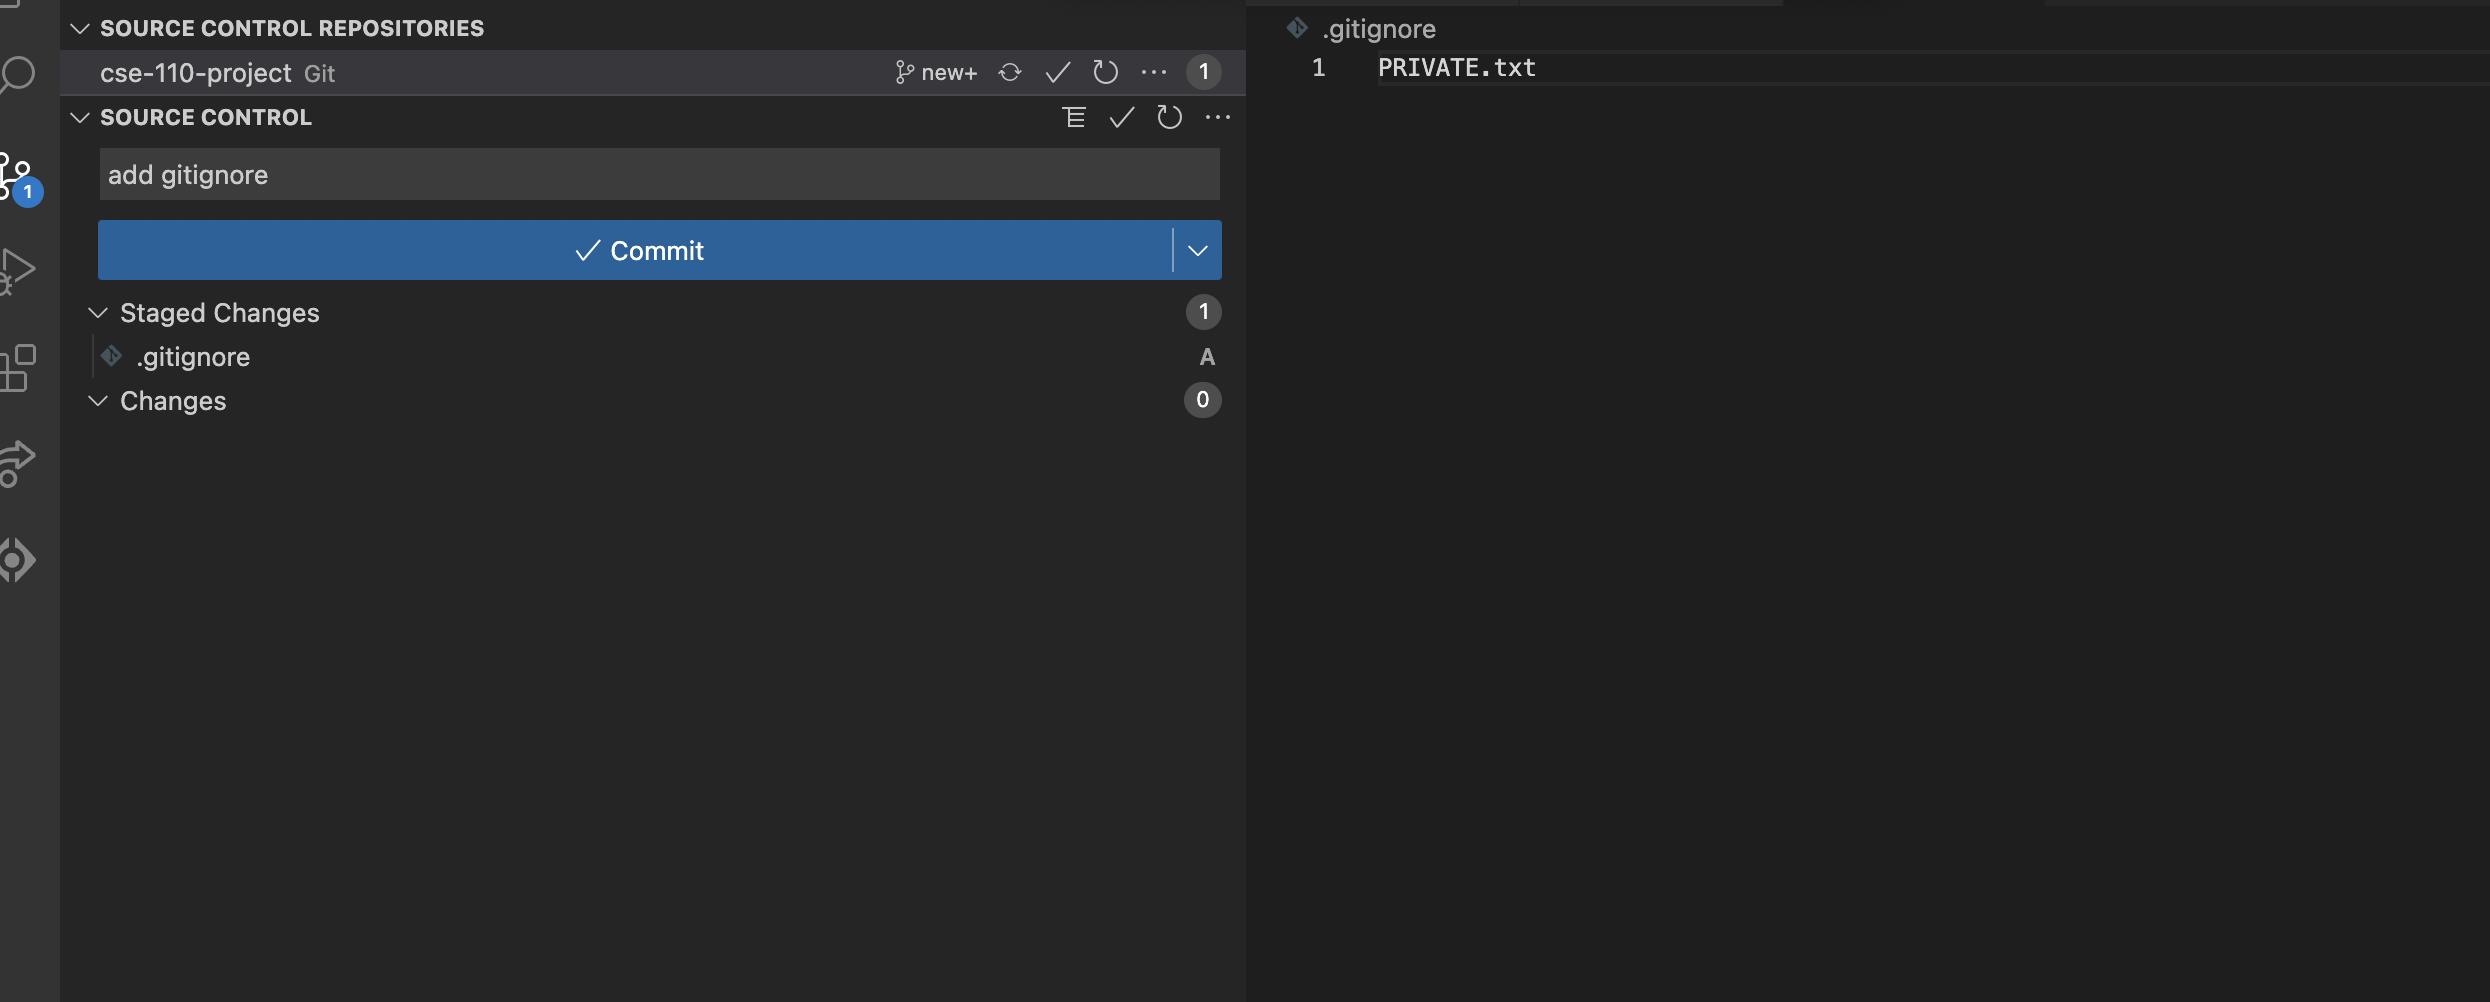 SOURCE CONTROL REPOSITORIES
cse-110-project Git new+ 1
SOURCE CONTROL
add gitignore
1
Commit
Staged Changes 1
.gitignore A
Changes 0
.gitignore
1 PRIVATE.txt